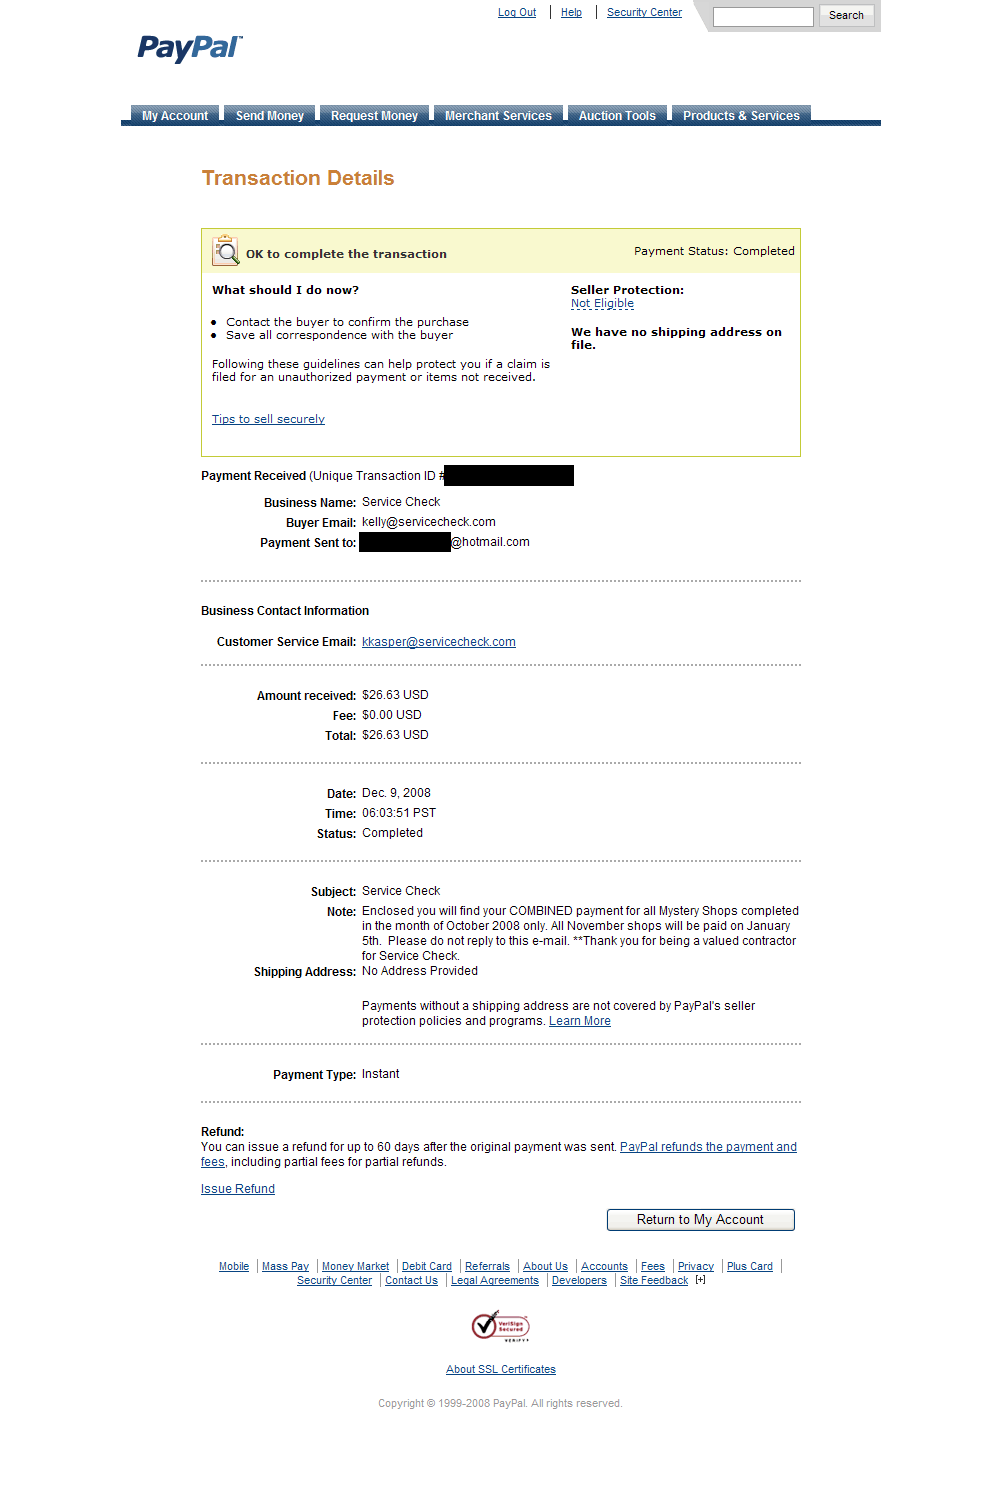 Log Out | Help | Security Center Search
PayPal™
My Account Send Money Request Money Merchant Services Auction Tools Products & Services
Transaction Details
OK to complete the transaction Payment Status: Completed
What should I do now?
• Contact the buyer to confirm the purchase
• Save all correspondence with the buyer
Following these guidelines can help protect you if a claim is
filed for an unauthorized payment or items not received.
Tips to sell securely
Seller Protection:
Not Eligible
We have no shipping address on
file.
Payment Received (Unique Transaction ID #
Business Name: Service Check
Buyer Email: kelly@servicecheck.com
Payment Sent to: @hotmail.com
Business Contact Information
Customer Service Email: kkasper@servicecheck.com
Amount received: $26.63 USD
Fee: $0.00 USD
Total: $26.63 USD
Date: Dec. 9, 2008
Time: 06:03:51 PST
Status: Completed
Subject: Service Check
Note: Enclosed you will find your COMBINED payment for all Mystery Shops completed
in the month of October 2008 only. All November shops will be paid on January
5th. Please do not reply to this e-mail. **Thank you for being a valued contractor
for Service Check.
Shipping Address: No Address Provided
Payments without a shipping address are not covered by PayPal's seller
protection policies and programs. Learn More
Payment Type: Instant
Refund:
You can issue a refund for up to 60 days after the original payment was sent. PayPal refunds the payment and
fees, including partial fees for partial refunds.
Issue Refund
Return to My Account
Mobile | Mass Pay | Money Market | Debit Card | Referrals | About Us | Accounts | Fees | Privacy | Plus Card |
Security Center | Contact Us | Legal Agreements | Developers | Site Feedback [+]
VeriSign
Secured
VERIFY▸
About SSL Certificates
Copyright © 1999-2008 PayPal. All rights reserved.